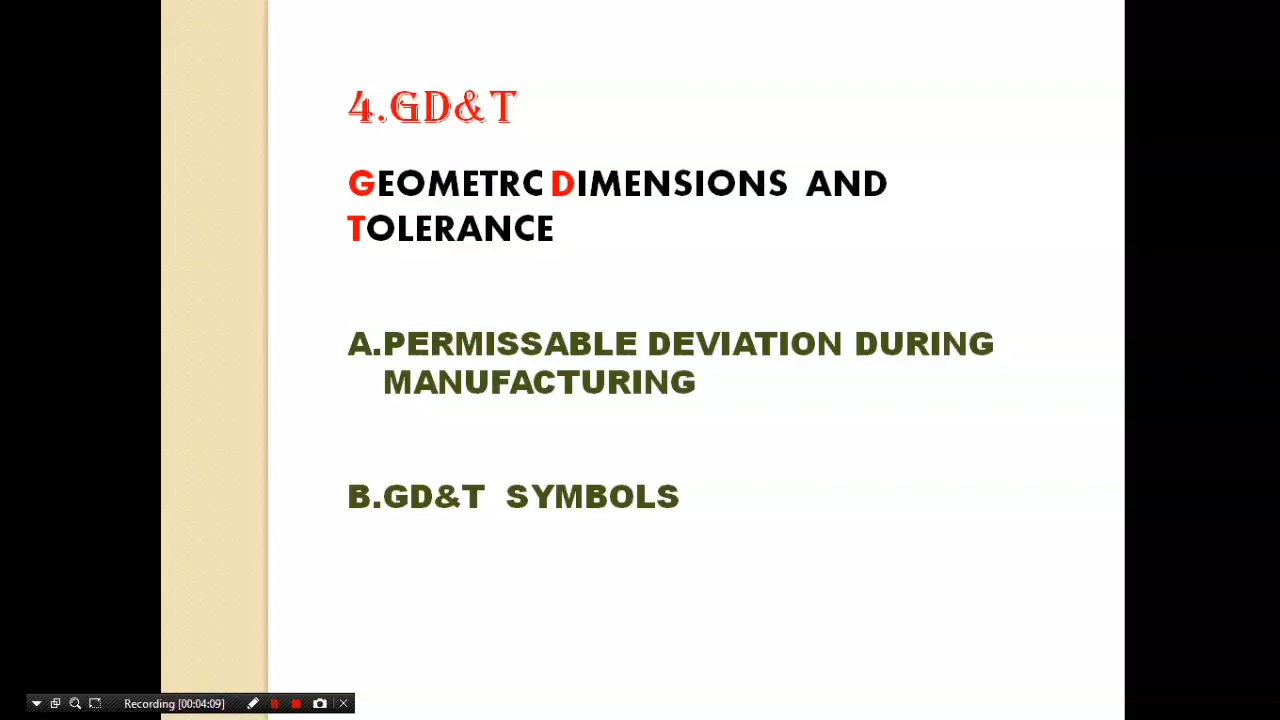 4.GD&T
GEOMETRC DIMENSIONS AND
TOLERANCE
A.PERMISSABLE DEVIATION DURING
MANUFACTURING
B.GD&T SYMBOLS
Recording [00:04:09]